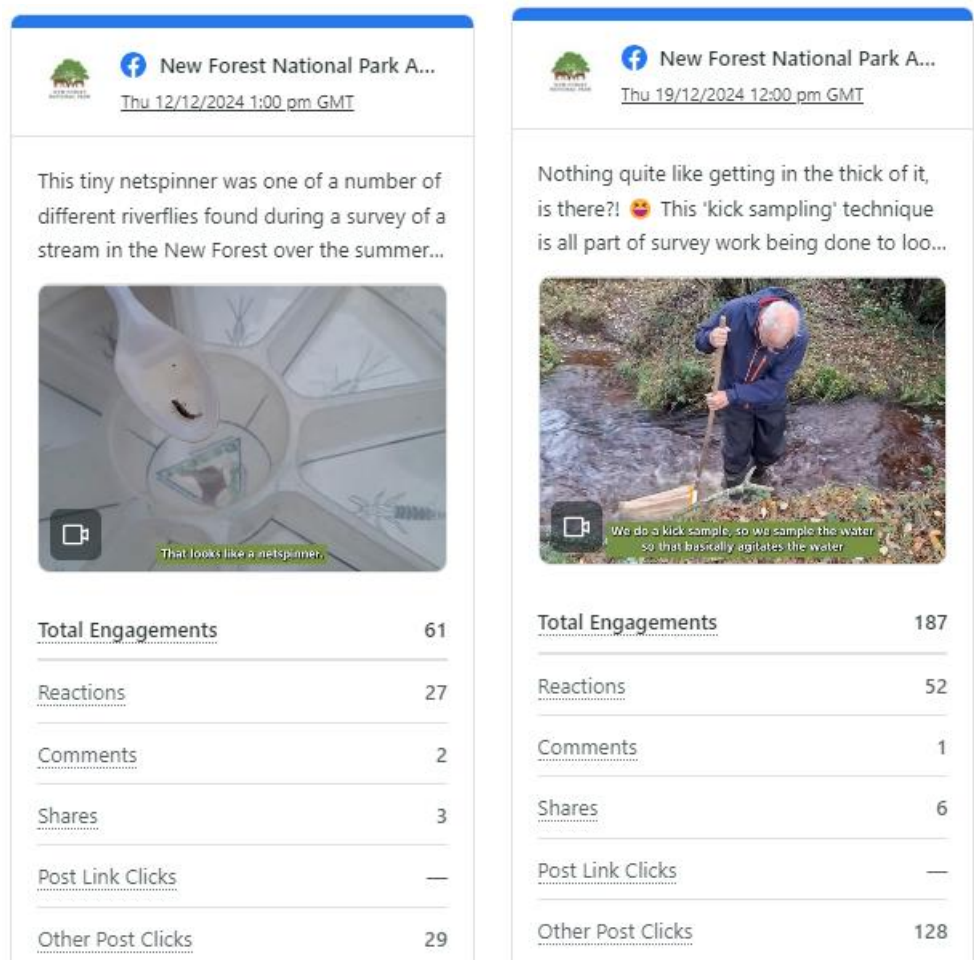 New Forest National Park A...
Thu 12/12/2024 1:00 pm GMT
This tiny netspinner was one of a number of
different riverflies found during a survey of a
stream in the New Forest over the summer...
That looks like a netspinner.
Total Engagements 61
Reactions 27
Comments 2
Shares 3
Post Link Clicks —
Other Post Clicks 29
New Forest National Park A...
Thu 19/12/2024 12:00 pm GMT
Nothing quite like getting in the thick of it,
is there?! 😆 This 'kick sampling' technique
is all part of survey work being done to loo...
We do a kick sample, so we sample the water
so that basically agitates the water
Total Engagements 187
Reactions 52
Comments 1
Shares 6
Post Link Clicks —
Other Post Clicks 128